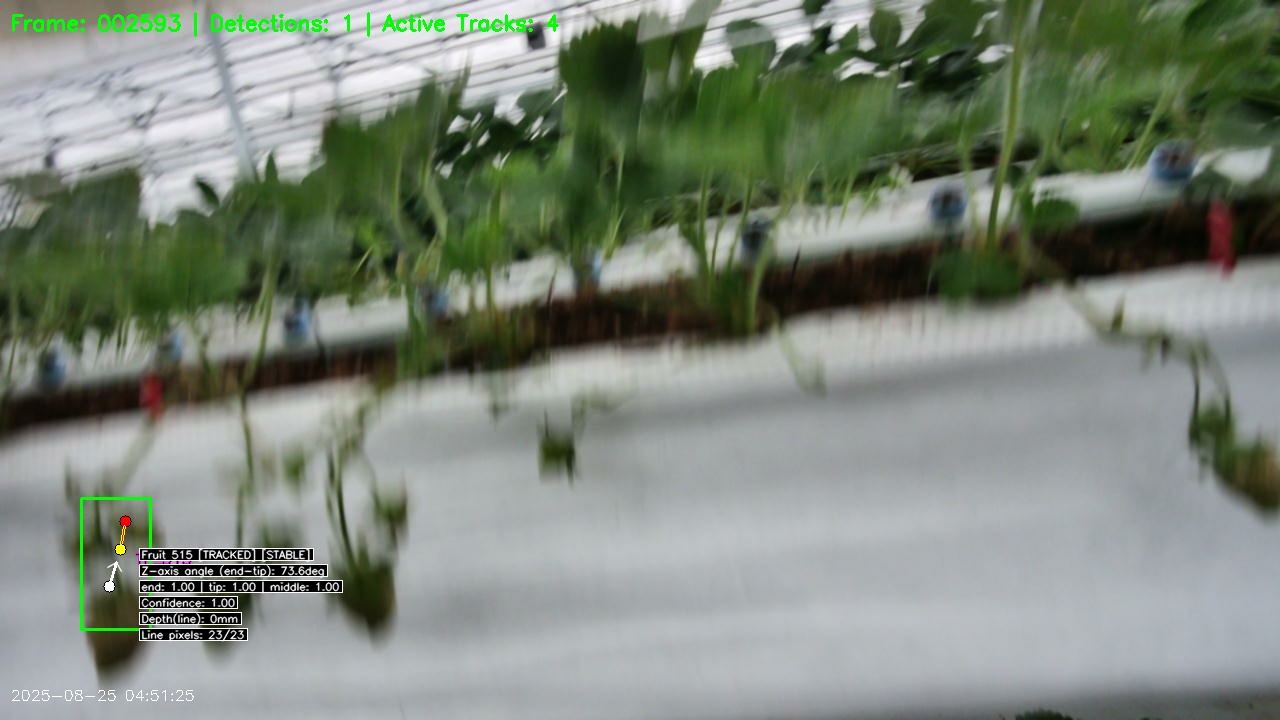 Frame: 002593 | Detections: 1 | Active Tracks: 4
Fruit 515 [TRACKED] [STABLE]
Z-axis angle (end-tip): 73.6deg
end: 1.00 | tip: 1.00 | middle: 1.00
Confidence: 1.00
Depth(line): 0mm
Line pixels: 23/23
2025-08-25 04:51:25